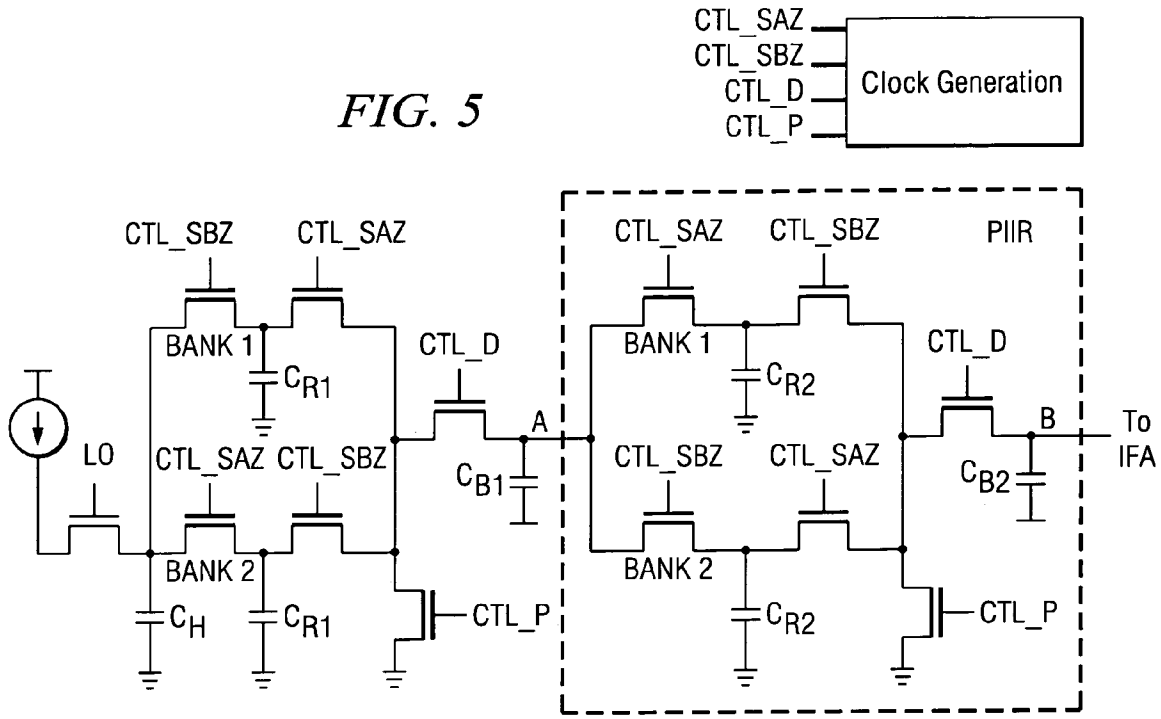 CTL_SAZ
CTL_SBZ
CTL_D
CTL_P
Clock Generation
FIG. 5
CTL_SBZ
CTL_SAZ
BANK 1
CR1
CTL_D
A
CB1
LO
CTL_SAZ
CTL_SBZ
BANK 2
CH
CR1
CTL_P
PIIR
CTL_SAZ
CTL_SBZ
BANK 1
CR2
CTL_D
B
To
IFA
CB2
CTL_SBZ
CTL_SAZ
BANK 2
CR2
CTL_P